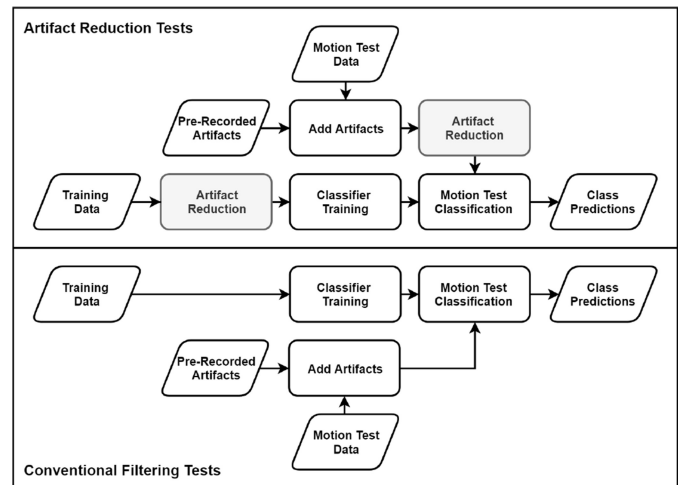 Artifact Reduction Tests
Motion Test
Data
Pre-Recorded
Artifacts
Add Artifacts
Artifact
Reduction
Training
Data
Artifact
Reduction
Classifier
Training
Motion Test
Classification
Class
Predictions
Training
Data
Classifier
Training
Motion Test
Classification
Class
Predictions
Pre-Recorded
Artifacts
Add Artifacts
Motion Test
Data
Conventional Filtering Tests